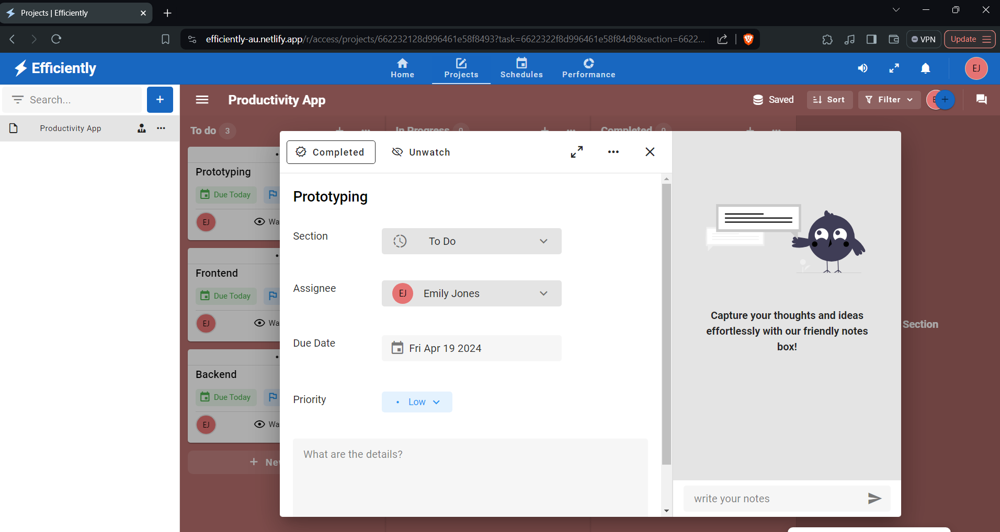 Projects | Efficiently
efficiently-au.netlify.app/r/access/projects/662232128d996461e58f8493?task=6622322f8d996461e58f84d9&section=6622...
VPN
Update
Efficiently
Home
Projects
Schedules
Performance
EJ
Search...
+
Productivity App
Saved
Sort
Filter
E
+
Productivity App
To do 3
In Progress 0
Completed 0
Completed
Unwatch
Prototyping
Due Today
EJ
Wa
Frontend
Due Today
EJ
Wa
Backend
Due Today
EJ
Wa
+ New
Prototyping
Section
To Do
Assignee
EJ
Emily Jones
Due Date
Fri Apr 19 2024
Priority
Low
What are the details?
Capture your thoughts and ideas
effortlessly with our friendly notes
box!
write your notes
Section